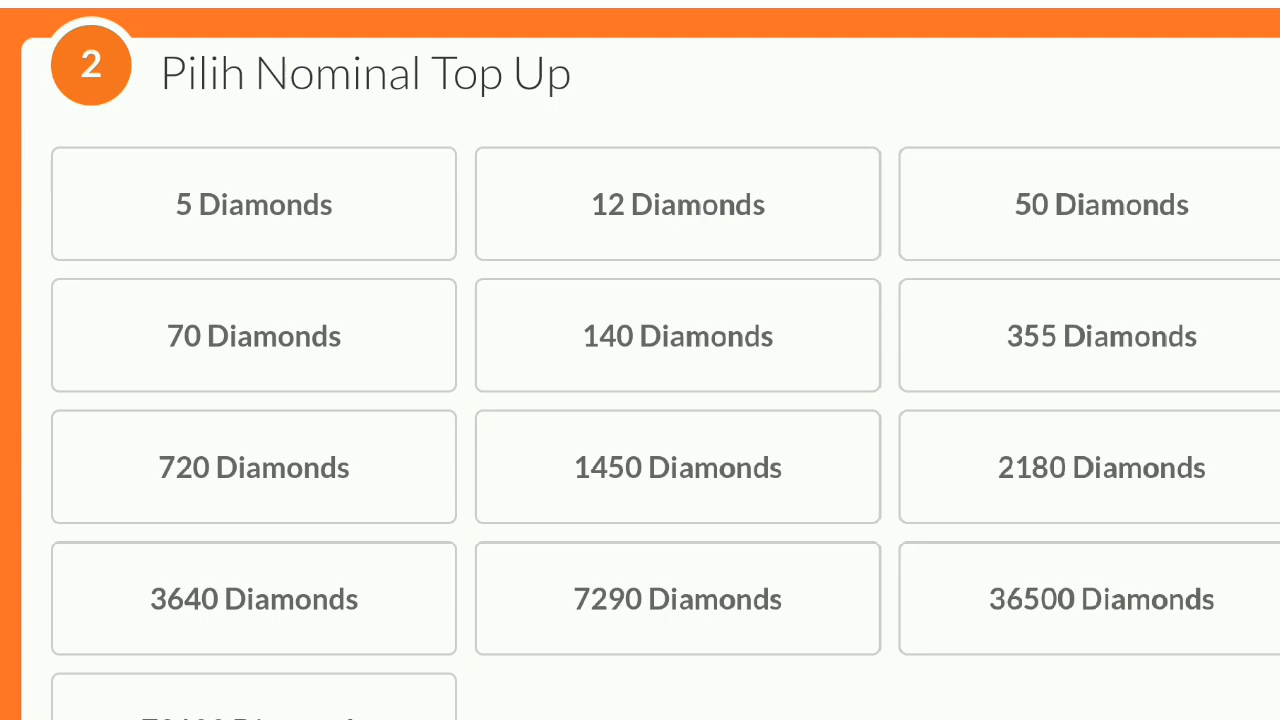 2
Pilih Nominal Top Up
5 Diamonds
12 Diamonds
50 Diamonds
70 Diamonds
140 Diamonds
355 Diamonds
720 Diamonds
1450 Diamonds
2180 Diamonds
3640 Diamonds
7290 Diamonds
36500 Diamonds